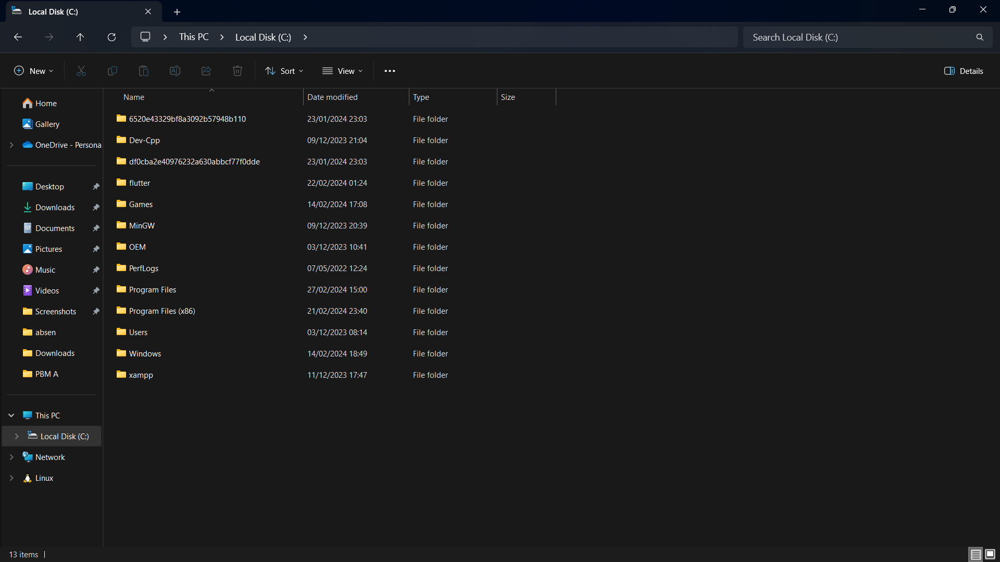 Local Disk (C:)
This PC > Local Disk (C:) >
Search Local Disk (C:)
New
Sort
View
Details
Name Date modified Type Size
6520e43329bf8a3092b57948b110 23/01/2024 23:03 File folder
Dev-Cpp 09/12/2023 21:04 File folder
df0cba2e40976232a630abbcf77f0dde 23/01/2024 23:03 File folder
flutter 22/02/2024 01:24 File folder
Games 14/02/2024 17:08 File folder
MinGW 09/12/2023 20:39 File folder
OEM 03/12/2023 10:41 File folder
PerfLogs 07/05/2022 12:24 File folder
Program Files 27/02/2024 15:00 File folder
Program Files (x86) 21/02/2024 23:40 File folder
Users 03/12/2023 08:14 File folder
Windows 14/02/2024 18:49 File folder
xampp 11/12/2023 17:47 File folder
Home
Gallery
OneDrive - Persona
Desktop
Downloads
Documents
Pictures
Music
Videos
Screenshots
absen
Downloads
PBM A
This PC
Local Disk (C:)
Network
Linux
13 items